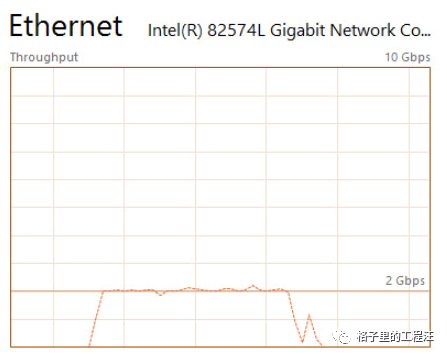 Ethernet
Intel(R) 82574L Gigabit Network Co...
Throughput
10 Gbps
2 Gbps
格子里的工程师